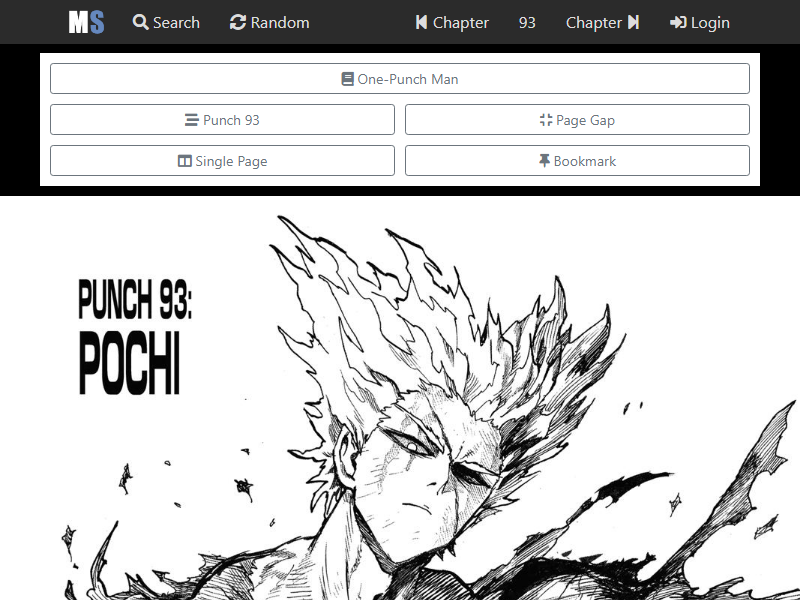 MS Search Random Chapter 93 Chapter Login
One-Punch Man
Punch 93 Page Gap
Single Page Bookmark
PUNCH 93:
POCHI